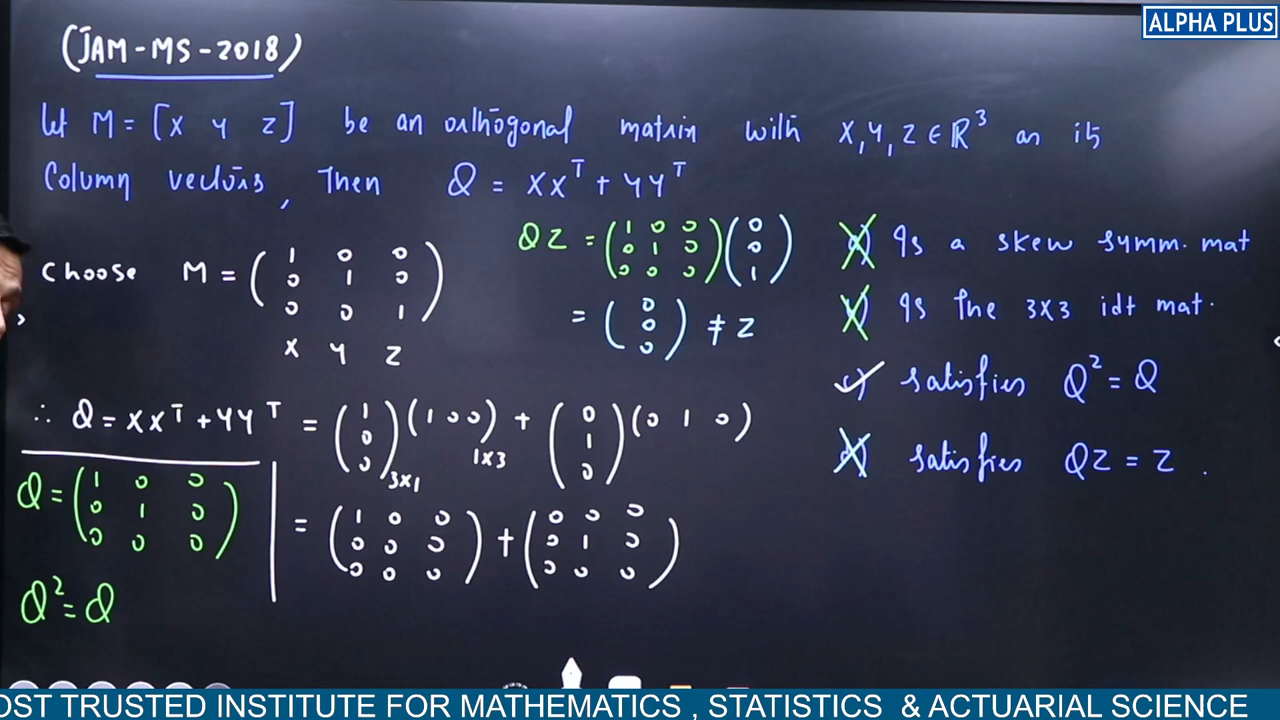 ALPHA PLUS
(JAM-MS-2018)
Let M = [x y z] be an orthogonal matrix with x, y, z ∈ ℝ³ as its
Column vectors, Then Q = xxᵀ + yyᵀ
a) Is a skew symm. mat
b) Is the 3x3 idt mat.
c) satisfies Q² = Q
d) satisfies QZ = Z .
Choose M = (1 0 0
0 1 0
0 0 1)
x y z
QZ = (1 0 0
0 1 0
0 0 0) (0
0
1)
= (0
0
0) ≠ Z
∴ Q = xxᵀ + yyᵀ = (1
0
0)3x1 (1 0 0)1x3 + (0
1
0) (0 1 0)
= (1 0 0
0 0 0
0 0 0) + (0 0 0
0 1 0
0 0 0)
Q = (1 0 0
0 1 0
0 0 0)
Q² = Q
OST TRUSTED INSTITUTE FOR MATHEMATICS , STATISTICS & ACTUARIAL SCIENCE